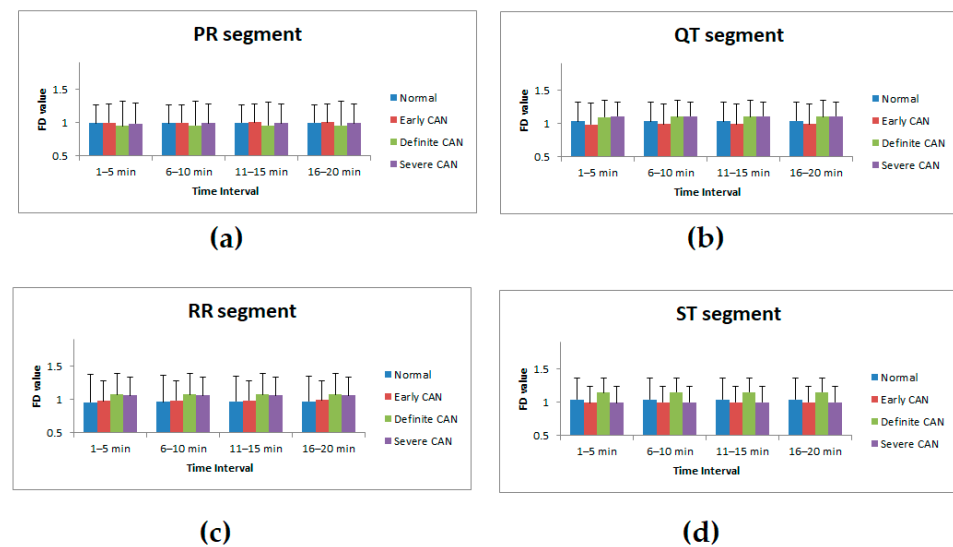 PR segment
FD value
1.5
1
0.5
1–5 min 6–10 min 11–15 min 16–20 min
Time Interval
Normal
Early CAN
Definite CAN
Severe CAN
(a)
QT segment
FD value
1.5
1
0.5
1–5 min 6–10 min 11–15 min 16–20 min
Time Interval
Normal
Early CAN
Definite CAN
Severe CAN
(b)
RR segment
FD value
1.5
1
0.5
1–5 min 6–10 min 11–15 min 16–20 min
Time Interval
Normal
Early CAN
Definite CAN
Severe CAN
(c)
ST segment
FD value
1.5
1
0.5
1–5 min 6–10 min 11–15 min 16–20 min
Time Interval
Normal
Early CAN
Definite CAN
Severe CAN
(d)